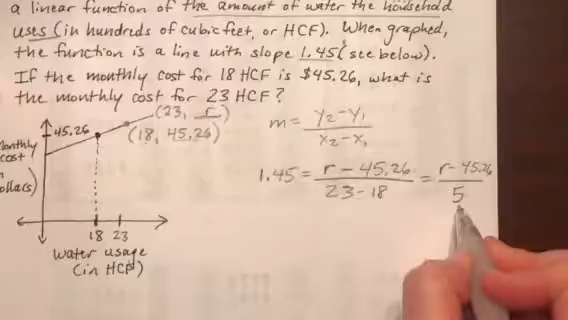 a linear function of the amount of water the household
uses (in hundreds of cubic feet, or HCF). When graphed,
the function is a line with slope 1.45 (see below).
If the monthly cost for 18 HCF is $45.26, what is
the monthly cost for 23 HCF?
(23, r)
45.26
(18, 45.26)
m = y₂-y₁
x₂-x₁
Monthly
cost
ollars)
1.45 = r - 45.26 = r - 45.26
23-18 5
18 23
water usage
(in HCF)